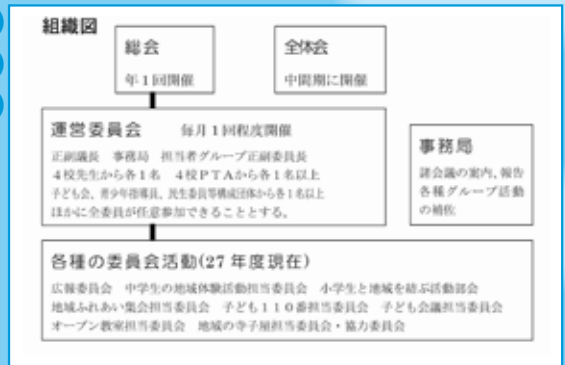 組織図
総会
年1回開催
全体会
中間期に開催
運営委員会 毎月1回程度開催
正副議長 事務局 担当者グループ正副委員長
4校先生から各1名 4校PTAから各1名以上
子ども会、青少年指導員、民生委員等構成団体から各1名以上
ほかに全委員が任意参加できることとする。
事務局
諸会議の案内、報告
各種グループ活動
の補佐
各種の委員会活動(27年度現在)
広報委員会 中学生の地域体験活動担当委員会 小学生と地域を結ぶ活動部会
地域ふれあい集会担当委員会 子ども110番担当委員会 子ども会議担当委員会
オープン教室担当委員会 地域の寺子屋担当委員会・協力委員会